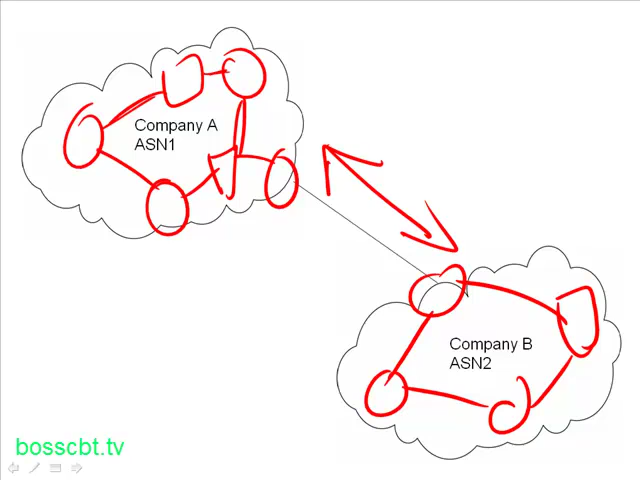 Company A
ASN1
Company B
ASN2
bosscbt.tv